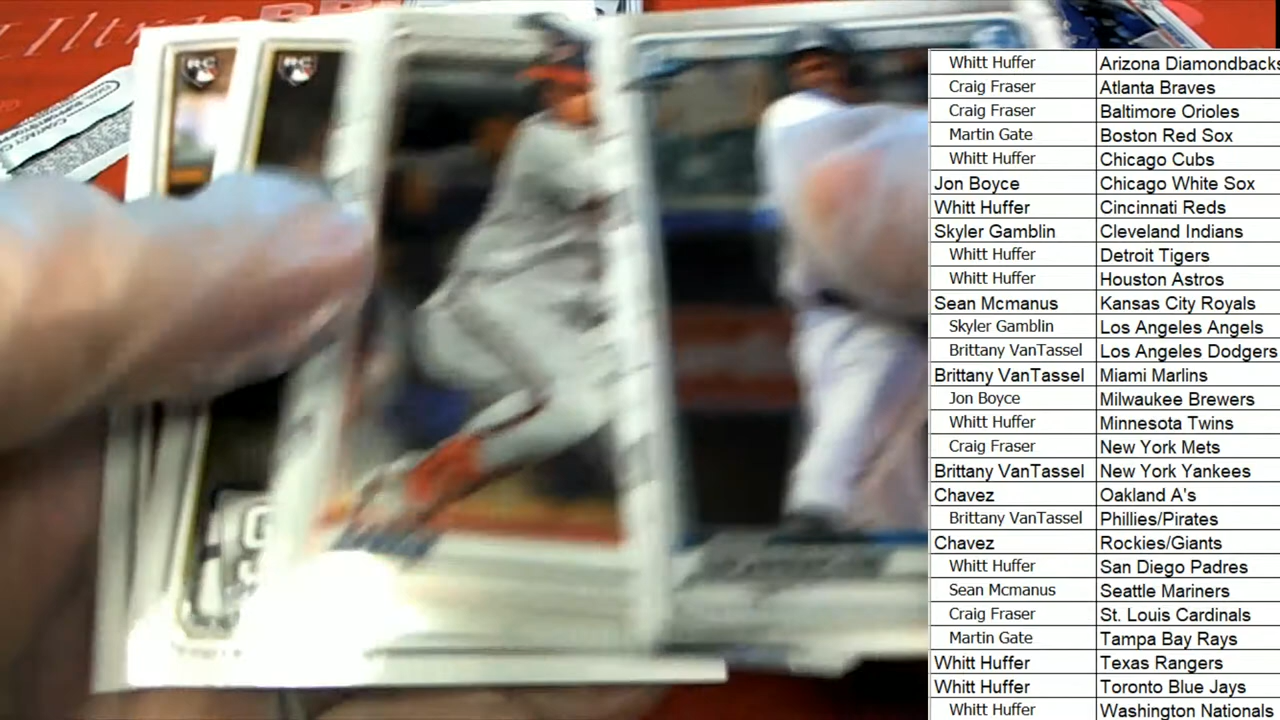 RC
RC
Whitt Huffer Arizona Diamondbacks
Craig Fraser Atlanta Braves
Craig Fraser Baltimore Orioles
Martin Gate Boston Red Sox
Whitt Huffer Chicago Cubs
Jon Boyce Chicago White Sox
Whitt Huffer Cincinnati Reds
Skyler Gamblin Cleveland Indians
Whitt Huffer Detroit Tigers
Whitt Huffer Houston Astros
Sean Mcmanus Kansas City Royals
Skyler Gamblin Los Angeles Angels
Brittany VanTassel Los Angeles Dodgers
Brittany VanTassel Miami Marlins
Jon Boyce Milwaukee Brewers
Whitt Huffer Minnesota Twins
Craig Fraser New York Mets
Brittany VanTassel New York Yankees
Chavez Oakland A's
Brittany VanTassel Phillies/Pirates
Chavez Rockies/Giants
Whitt Huffer San Diego Padres
Sean Mcmanus Seattle Mariners
Craig Fraser St. Louis Cardinals
Martin Gate Tampa Bay Rays
Whitt Huffer Texas Rangers
Whitt Huffer Toronto Blue Jays
Whitt Huffer Washington Nationals